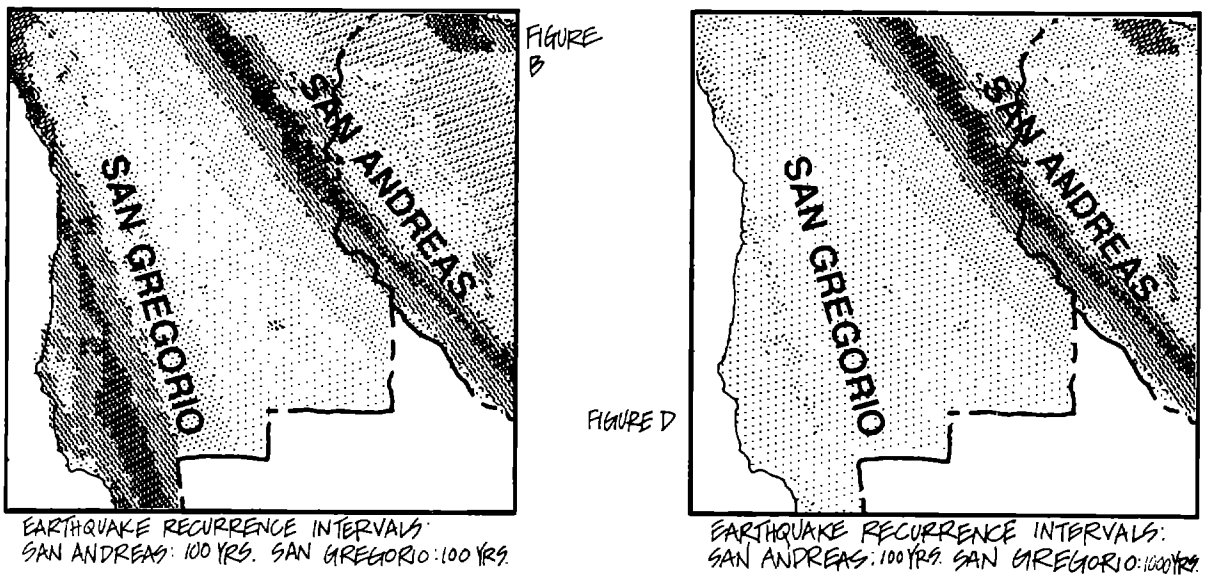 FIGURE
B
SAN GREGORIO
SAN ANDREAS
EARTHQUAKE RECURRENCE INTERVALS:
SAN ANDREAS: 100 YRS. SAN GREGORIO: 100 YRS.
FIGURE D
SAN GREGORIO
SAN ANDREAS
EARTHQUAKE RECURRENCE INTERVALS:
SAN ANDREAS: 100 YRS. SAN GREGORIO: 1000 YRS.